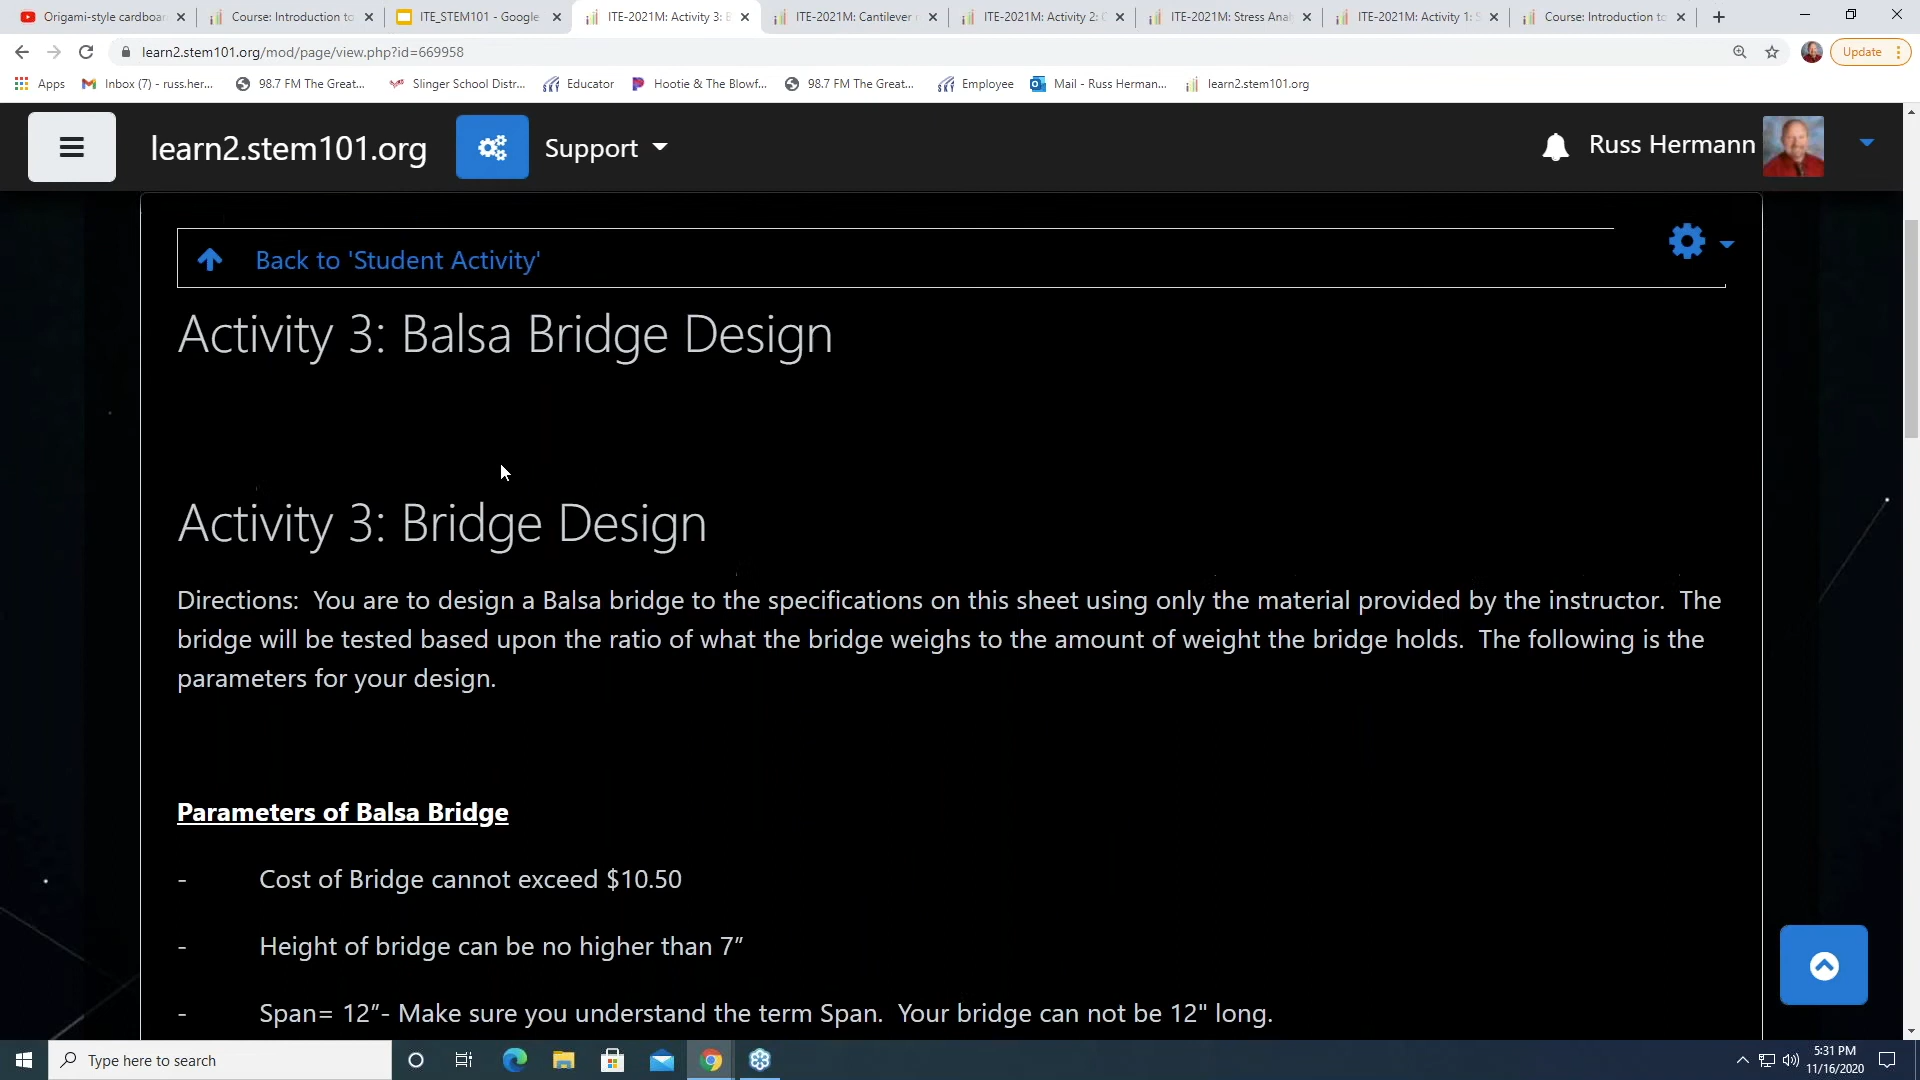 Origami-style cardboar
Course: Introduction to
ITE_STEM101 - Google
ITE-2021M: Activity 3: B
ITE-2021M: Cantilever
ITE-2021M: Activity 2: C
ITE-2021M: Stress Anal
ITE-2021M: Activity 1: S
Course: Introduction to
learn2.stem101.org/mod/page/view.php?id=669958
Update
Apps
Inbox (7) - russ.her...
98.7 FM The Great...
Slinger School Distr...
Educator
Hootie & The Blowf...
98.7 FM The Great...
Employee
Mail - Russ Herman...
learn2.stem101.org
learn2.stem101.org
Support
Russ Hermann
Back to 'Student Activity'
Activity 3: Balsa Bridge Design
Activity 3: Bridge Design
Directions:  You are to design a Balsa bridge to the specifications on this sheet using only the material provided by the instructor.  The
bridge will be tested based upon the ratio of what the bridge weighs to the amount of weight the bridge holds.  The following is the
parameters for your design.
Parameters of Balsa Bridge
- Cost of Bridge cannot exceed $10.50
- Height of bridge can be no higher than 7”
- Span= 12”- Make sure you understand the term Span.  Your bridge can not be 12" long.
Type here to search
5:31 PM
11/16/2020